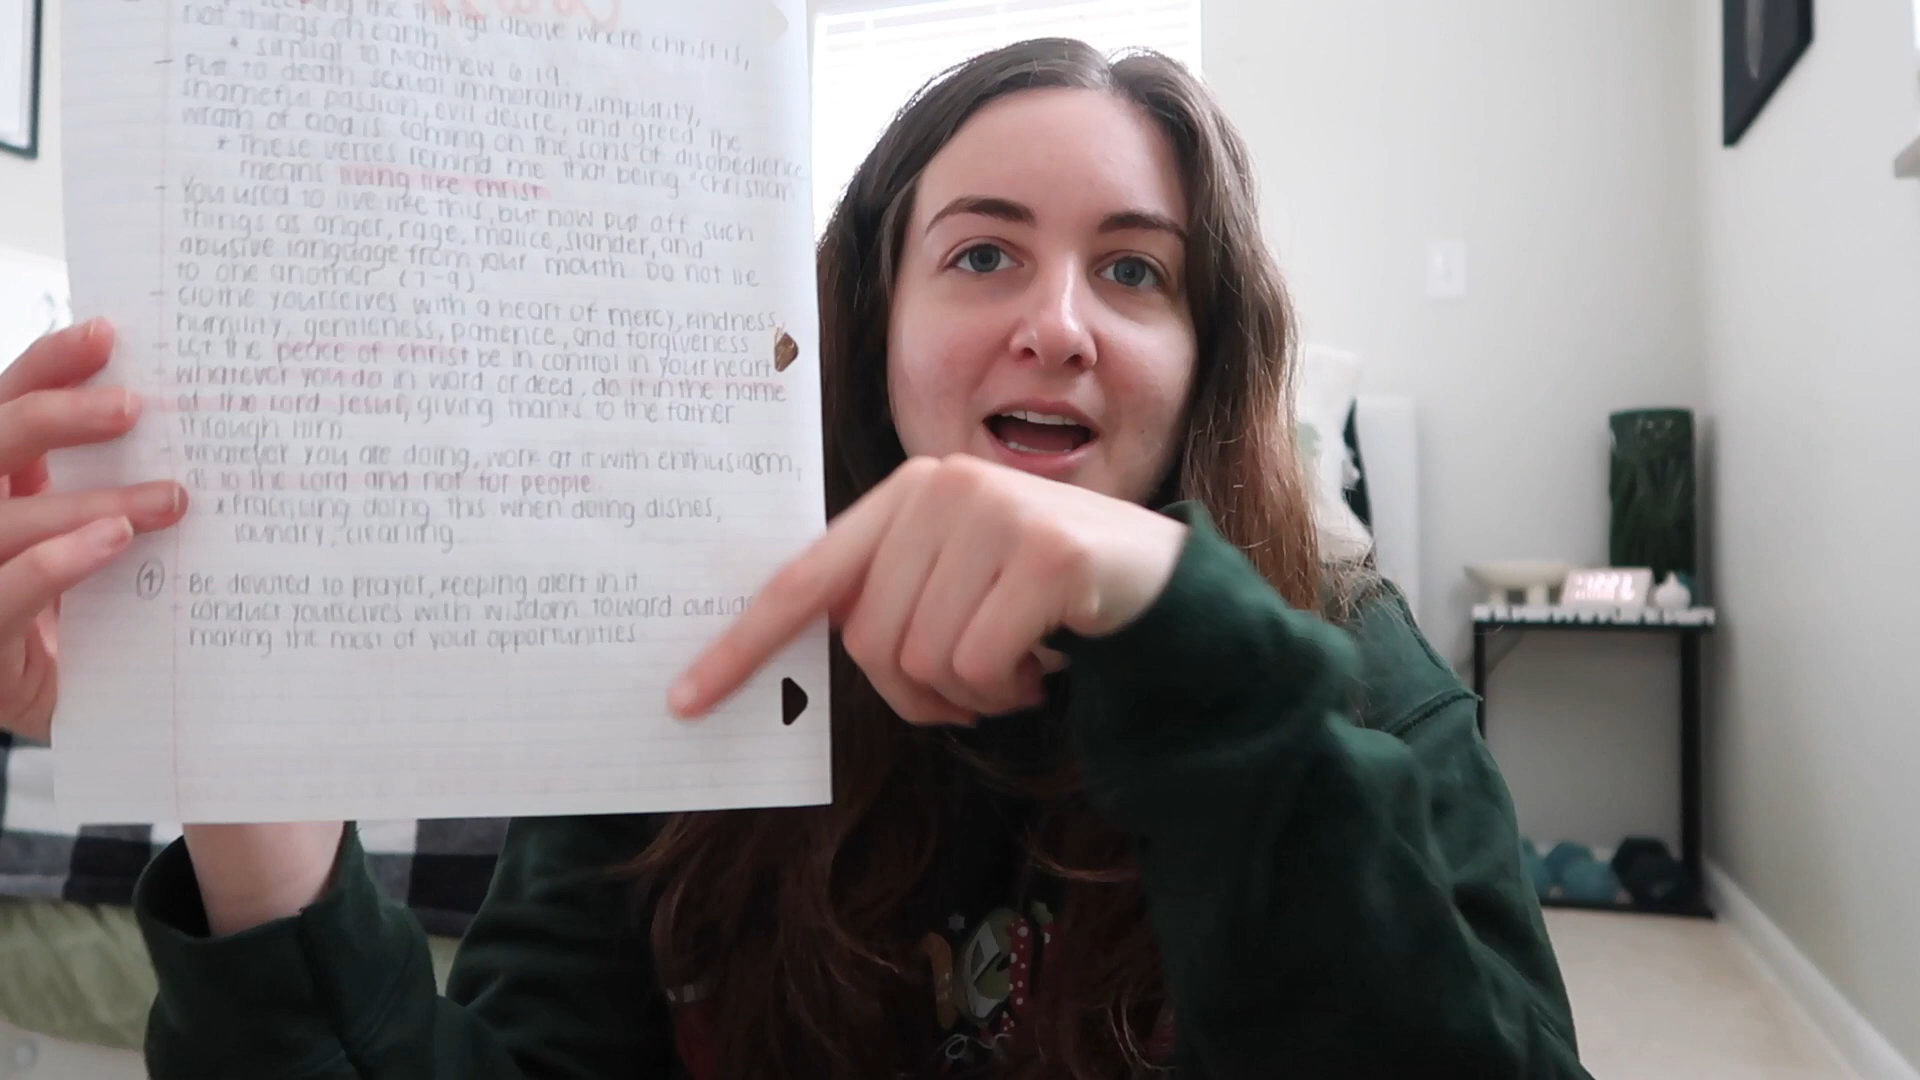 seeking the things above where christ is,
not things on earth
* similar to Matthew 6:19
- Put to death sexual immorality, impurity,
shameful passion, evil desire, and greed. The
wrath of God is coming on the sons of disobedience
* These verses remind me that being "Christian"
means living like christ
- You used to live like this, but now put off such
things as anger, rage, malice, slander, and
abusive language from your mouth. Do not lie
to one another (7-9)
- Clothe yourselves with a heart of mercy, kindness,
humility, gentleness, patience, and forgiveness
- Let the peace of christ be in control in your heart
- whatever you do in word or deed, do it in the name
of the Lord Jesus, giving thanks to the father
through Him
- whatever you are doing, work at it with enthusiasm,
as to the Lord and not for people
* Practicing doing this when doing dishes,
laundry, cleaning
④ - Be devoted to prayer, keeping alert in it
- conduct yourselves with wisdom toward
making the most of your opportunities